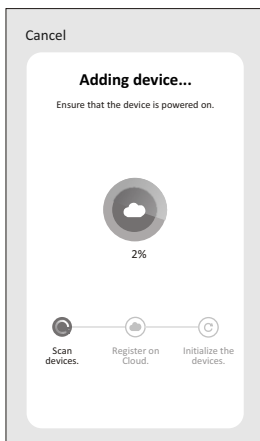 Cancel
Adding device...
Ensure that the device is powered on.
2%
Scan
devices.
Register on
Cloud.
Initialize the
devices.